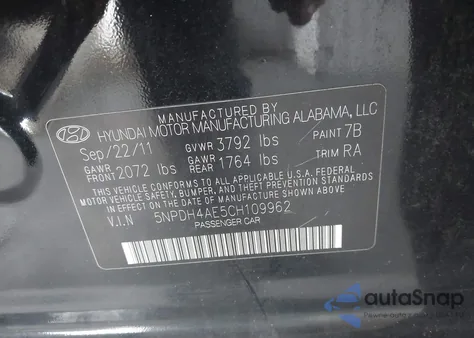 MANUFACTURED BY
HYUNDAI MOTOR MANUFACTURING ALABAMA, LLC
Sep/22/11 GVWR 3792 lbs PAINT 7B
GAWR FRONT 2072 lbs GAWR REAR 1764 lbs TRIM RA
THIS VEHICLE CONFORMS TO ALL APPLICABLE U.S.A. FEDERAL
MOTOR VEHICLE SAFETY, BUMPER, AND THEFT PREVENTION STANDARDS
IN EFFECT ON THE DATE OF MANUFACTURE SHOWN ABOVE.
V.I.N 5NPDH4AE5CH109962
PASSENGER CAR
autoSnap